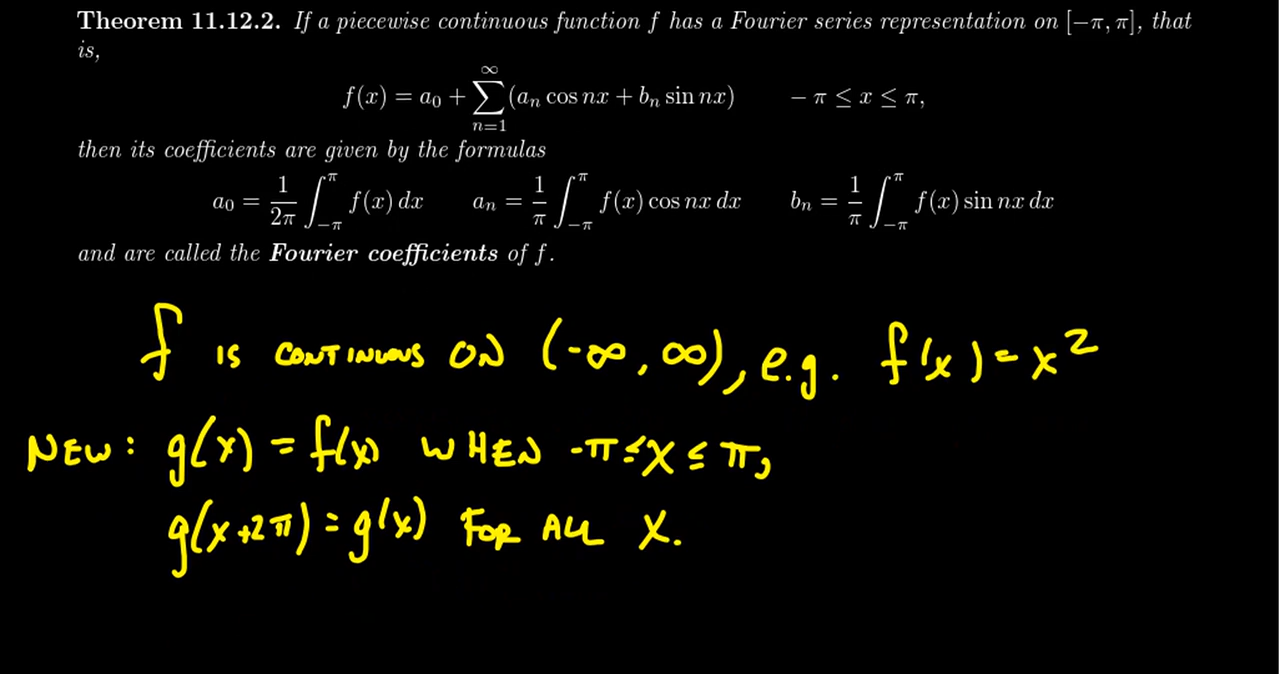 Theorem 11.12.2. If a piecewise continuous function f has a Fourier series representation on [−π, π], that
is,
f(x) = a₀ + ∑_{n=1}^{∞} (aₙ cos nx + bₙ sin nx)   − π ≤ x ≤ π,
then its coefficients are given by the formulas
a₀ = 1/2π ∫_{−π}^{π} f(x) dx   aₙ = 1/π ∫_{−π}^{π} f(x) cos nx dx   bₙ = 1/π ∫_{−π}^{π} f(x) sin nx dx
and are called the Fourier coefficients of f.
f IS CONTINUOUS ON (-∞, ∞), e.g. f(x) = x²
NEW: g(x) = f(x) WHEN -π ≤ X ≤ π,
g(x+2π) = g(x) FOR ALL X.